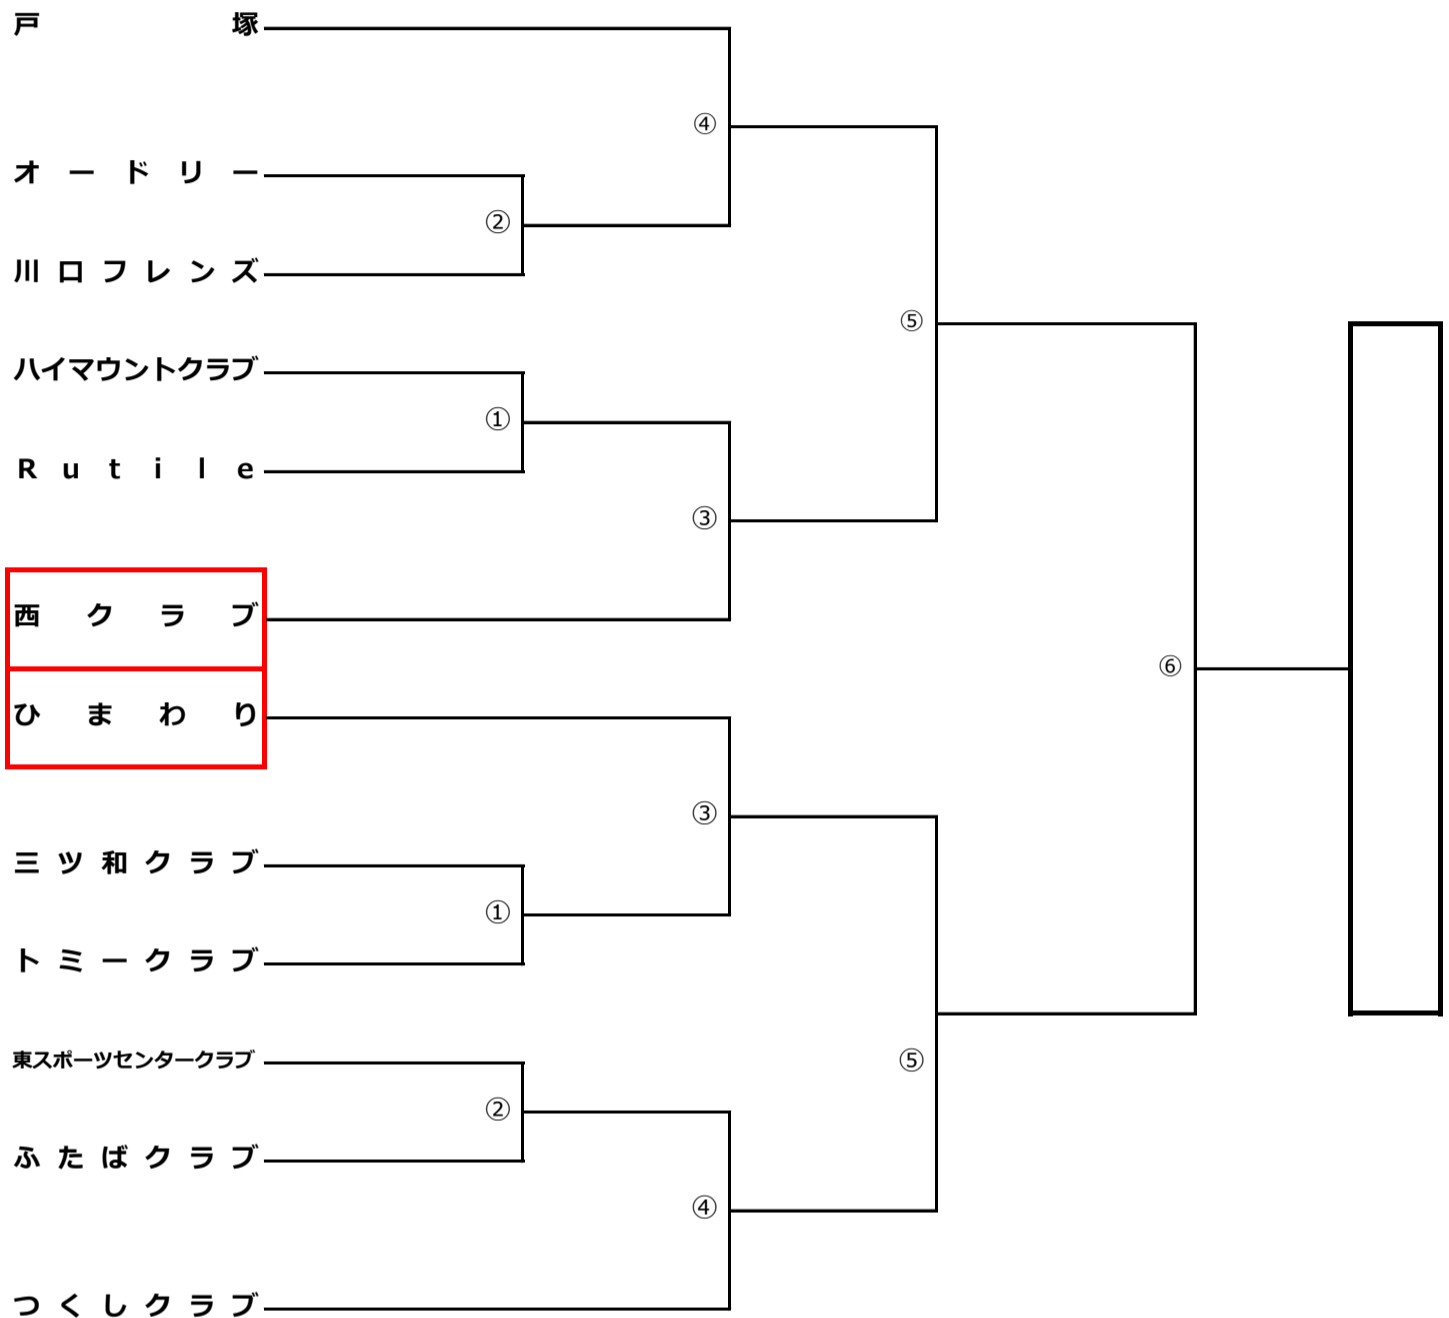 戸塚
④
オードリー
②
川口フレンズ
⑤
ハイマウントクラブ
①
Rutile
③
西クラブ
⑥
ひまわり
③
三ツ和クラブ
①
トミークラブ
東スポーツセンタークラブ
⑤
②
ふたばクラブ
④
つくしクラブ